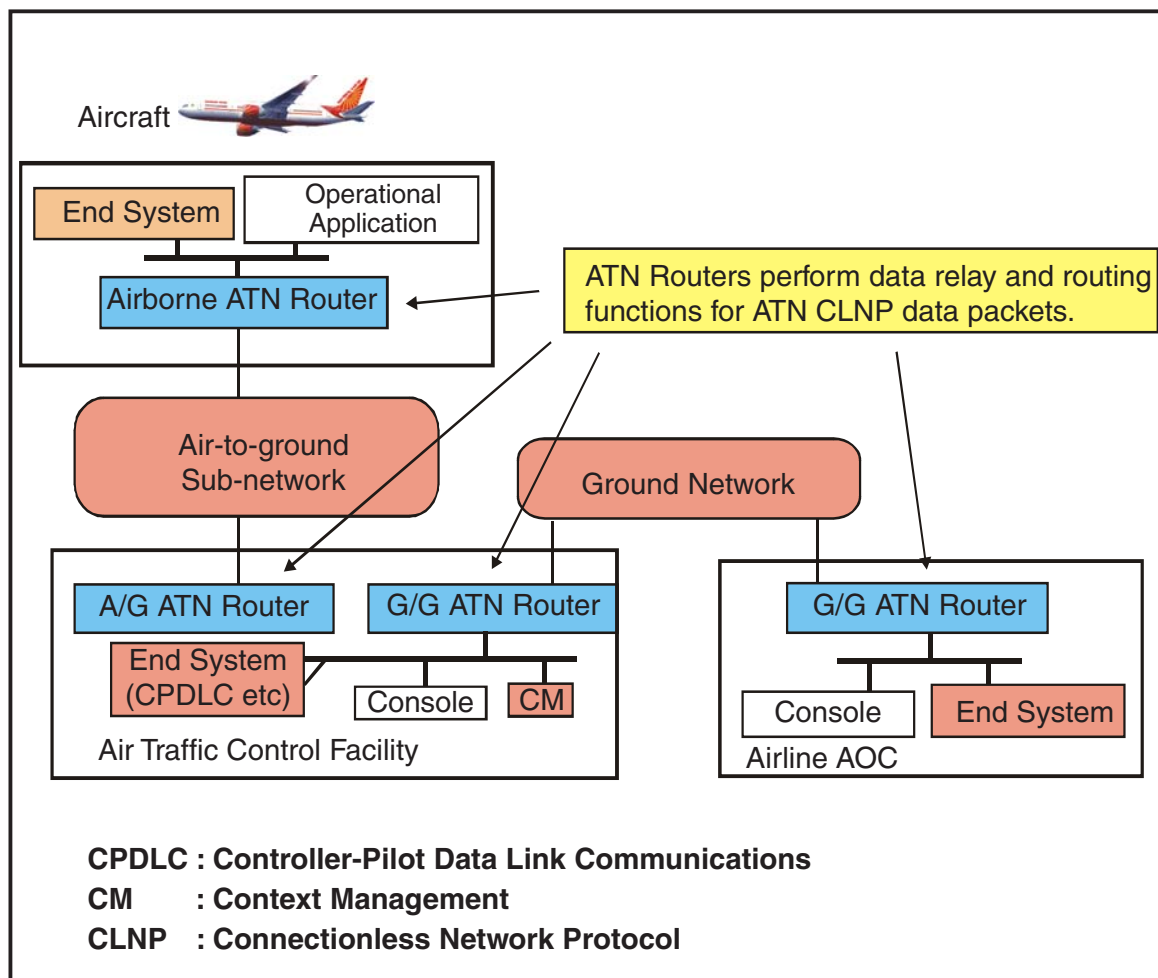 Aircraft
End System
Operational
Application
Airborne ATN Router
ATN Routers perform data relay and routing
functions for ATN CLNP data packets.
Air-to-ground
Sub-network
Ground Network
A/G ATN Router
G/G ATN Router
G/G ATN Router
End System
(CPDLC etc)
Console
CM
Console
End System
Air Traffic Control Facility
Airline AOC
CPDLC : Controller-Pilot Data Link Communications
CM : Context Management
CLNP : Connectionless Network Protocol